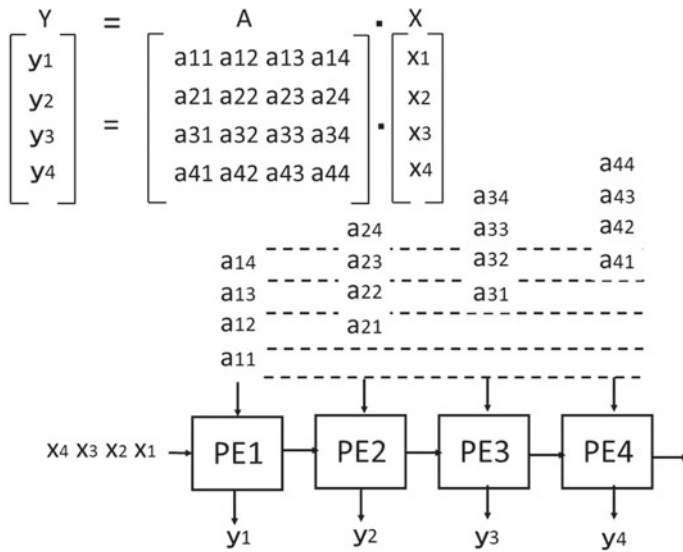 Y = A . X
y1 a11 a12 a13 a14 x1
y2 a21 a22 a23 a24 x2
= .
y3 a31 a32 a33 a34 x3
y4 a41 a42 a43 a44 x4
a44
a34 a43
a24 a33 a42
a14 a23 a32 a41
a13 a22 a31
a12 a21
a11
x4 x3 x2 x1 PE1 PE2 PE3 PE4
y1 y2 y3 y4